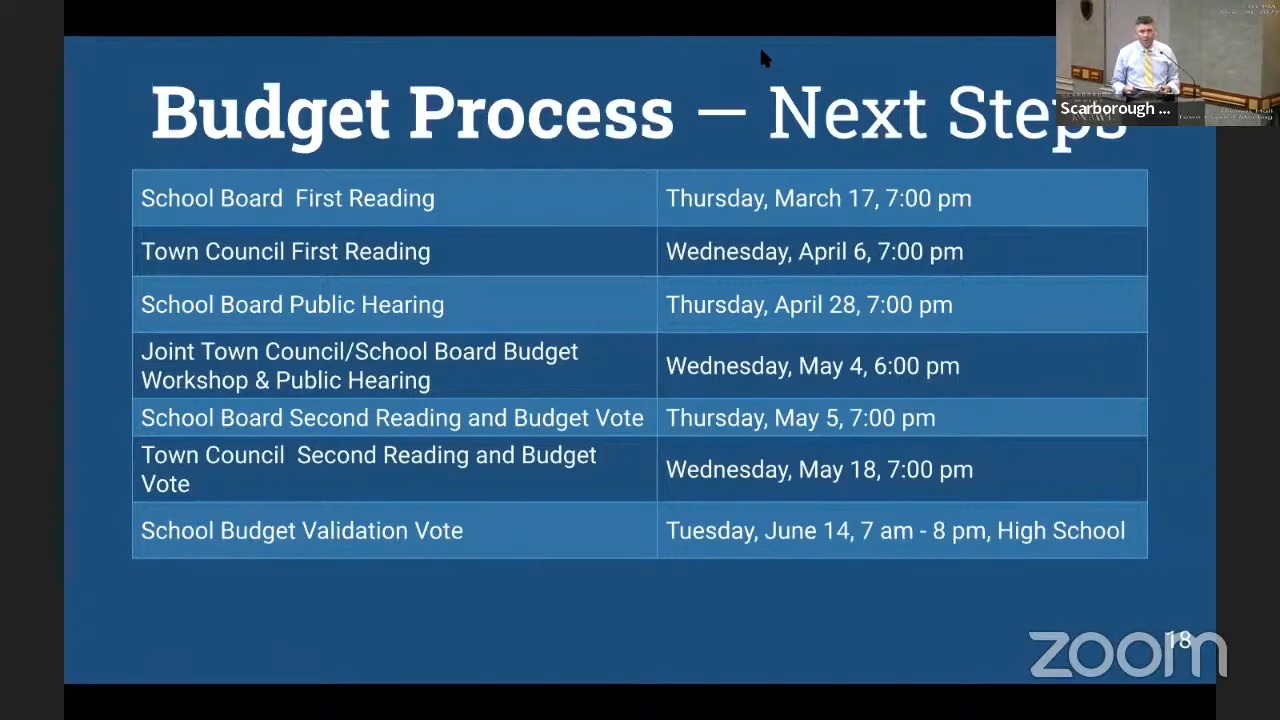 Budget Process — Next Steps
Scarborough ...
School Board  First Reading
Thursday, March 17, 7:00 pm
Town Council First Reading
Wednesday, April 6, 7:00 pm
School Board Public Hearing
Thursday, April 28, 7:00 pm
Joint Town Council/School Board Budget
Workshop & Public Hearing
Wednesday, May 4, 6:00 pm
School Board Second Reading and Budget Vote
Thursday, May 5, 7:00 pm
Town Council  Second Reading and Budget
Vote
Wednesday, May 18, 7:00 pm
School Budget Validation Vote
Tuesday, June 14, 7 am - 8 pm, High School
18
zoom